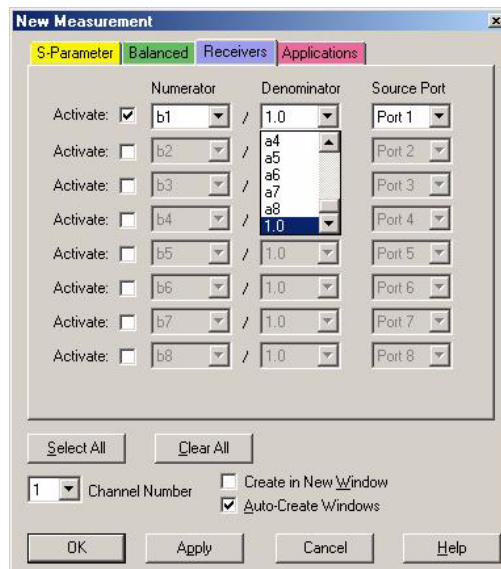 New Measurement
S-Parameter Balanced Receivers Applications
Numerator Denominator Source Port
Activate: b1 / 1.0 Port 1
a4
a5
a6
a7
a8
1.0
Activate: b2 / Port 2
Activate: b3 / Port 3
Activate: b4 / Port 4
Activate: b5 / 1.0 Port 5
Activate: b6 / 1.0 Port 6
Activate: b7 / 1.0 Port 7
Activate: b8 / 1.0 Port 8
Select All Clear All
1 Channel Number
Create in New Window
Auto-Create Windows
OK Apply Cancel Help